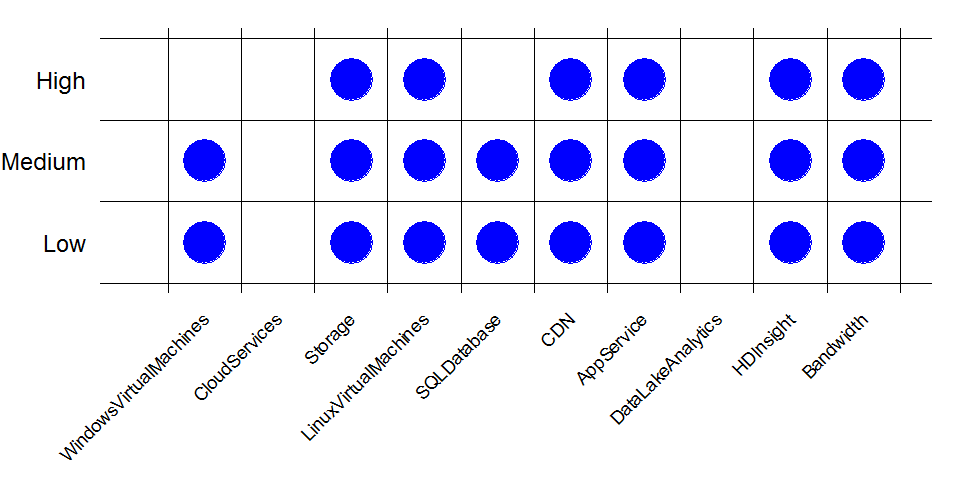 High
Medium
Low
WindowsVirtualMachines
CloudServices
Storage
LinuxVirtualMachines
SQLDatabase
CDN
AppService
DataLakeAnalytics
HDInsight
Bandwidth